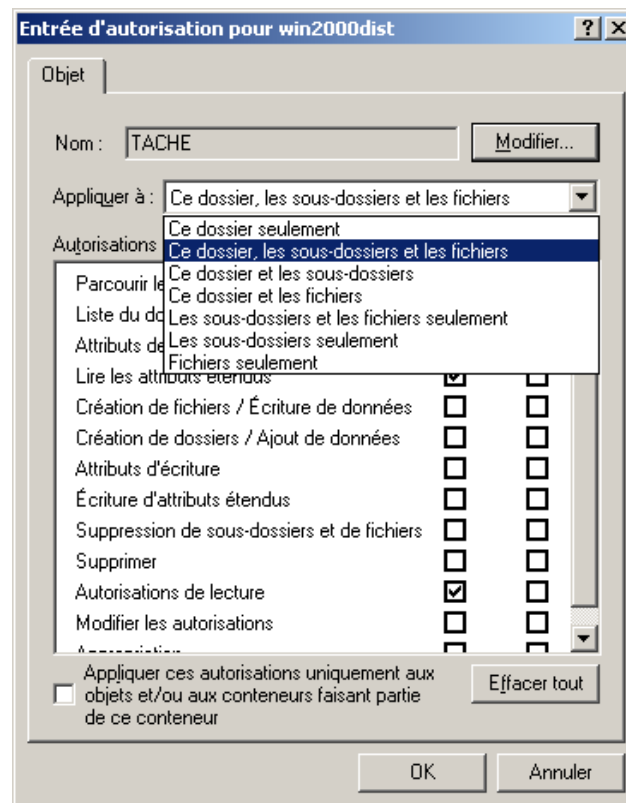 Entrée d'autorisation pour win2000dist
Objet
Nom : TACHE Modifier...
Appliquer à : Ce dossier, les sous-dossiers et les fichiers
Ce dossier seulement
Autorisations Ce dossier, les sous-dossiers et les fichiers
Parcourir le Ce dossier et les sous-dossiers
Ce dossier et les fichiers
Liste du do Les sous-dossiers et les fichiers seulement
Attributs de Les sous-dossiers seulement
Fichiers seulement
Lire les attributs étendus
Création de fichiers / Écriture de données
Création de dossiers / Ajout de données
Attributs d'écriture
Écriture d'attributs étendus
Suppression de sous-dossiers et de fichiers
Supprimer
Autorisations de lecture
Modifier les autorisations
Appropriation
Appliquer ces autorisations uniquement aux
objets et/ou aux conteneurs faisant partie
de ce conteneur
Effacer tout
OK Annuler